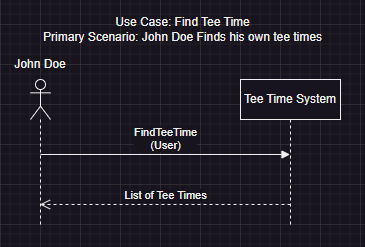 Use Case: Find Tee Time
Primary Scenario: John Doe Finds his own tee times
John Doe
Tee Time System
FindTeeTime
(User)
List of Tee Times